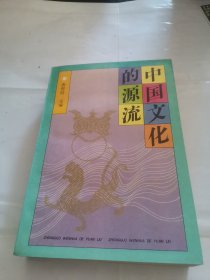 中国文化
的源流
ZHONGGUO WENHUA DE YUAN LIU
ZHONGGUO WENHUA DE YUAN LIU